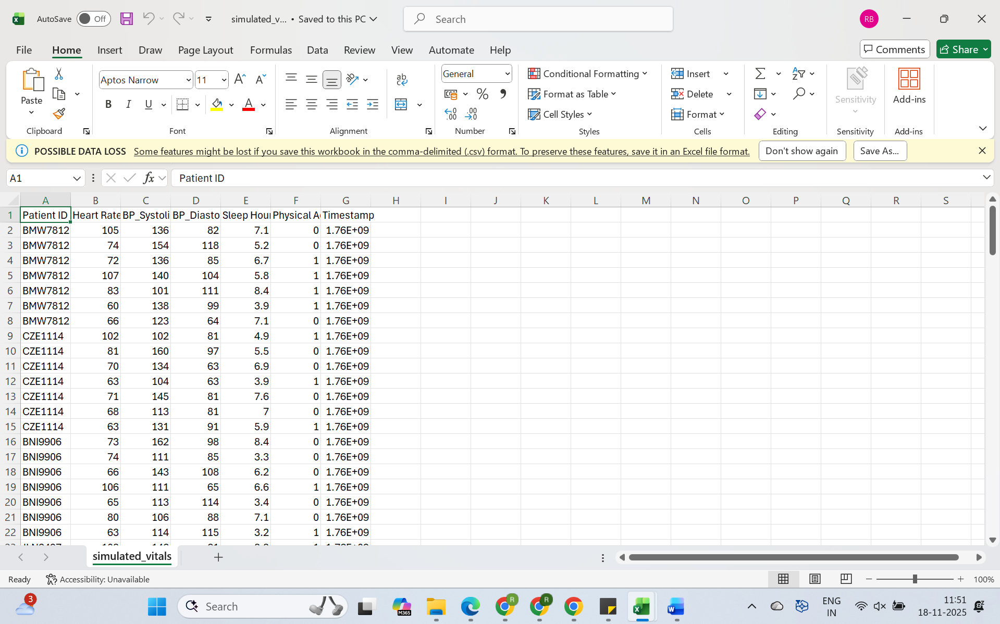 AutoSave Off simulated_v... • Saved to this PC Search RB
File Home Insert Draw Page Layout Formulas Data Review View Automate Help Comments Share
Paste Aptos Narrow 11 General Conditional Formatting Insert Sensitivity Add-ins
Format as Table Delete
Cell Styles Format
Clipboard Font Alignment Number Styles Cells Editing Sensitivity Add-ins
POSSIBLE DATA LOSS Some features might be lost if you save this workbook in the comma-delimited (.csv) format. To preserve these features, save it in an Excel file format. Don't show again Save As...
A1 fx Patient ID
A B C D E F G H I J K L M N O P Q R S
1 Patient ID Heart Rate BP_Systoli BP_Diasto Sleep Hour Physical A Timestamp
2 BMW7812 105 136 82 7.1 0 1.76E+09
3 BMW7812 74 154 118 5.2 0 1.76E+09
4 BMW7812 72 136 85 6.7 1 1.76E+09
5 BMW7812 107 140 104 5.8 1 1.76E+09
6 BMW7812 83 101 111 8.4 1 1.76E+09
7 BMW7812 60 138 99 3.9 1 1.76E+09
8 BMW7812 66 123 64 7.1 0 1.76E+09
9 CZE1114 102 102 81 4.9 1 1.76E+09
10 CZE1114 81 160 97 5.5 0 1.76E+09
11 CZE1114 70 134 63 6.9 0 1.76E+09
12 CZE1114 63 104 63 3.9 1 1.76E+09
13 CZE1114 71 145 81 7.6 0 1.76E+09
14 CZE1114 68 113 81 7 0 1.76E+09
15 CZE1114 63 131 91 5.9 1 1.76E+09
16 BNI9906 73 162 98 8.4 0 1.76E+09
17 BNI9906 74 111 85 3.3 0 1.76E+09
18 BNI9906 66 143 108 6.2 0 1.76E+09
19 BNI9906 106 111 65 6.6 1 1.76E+09
20 BNI9906 65 113 114 3.4 0 1.76E+09
21 BNI9906 80 106 88 7.1 0 1.76E+09
22 BNI9906 63 114 115 3.2 1 1.76E+09
simulated_vitals
Ready Accessibility: Unavailable 100%
3 Search M365 R R ENG 11:51
IN 18-11-2025